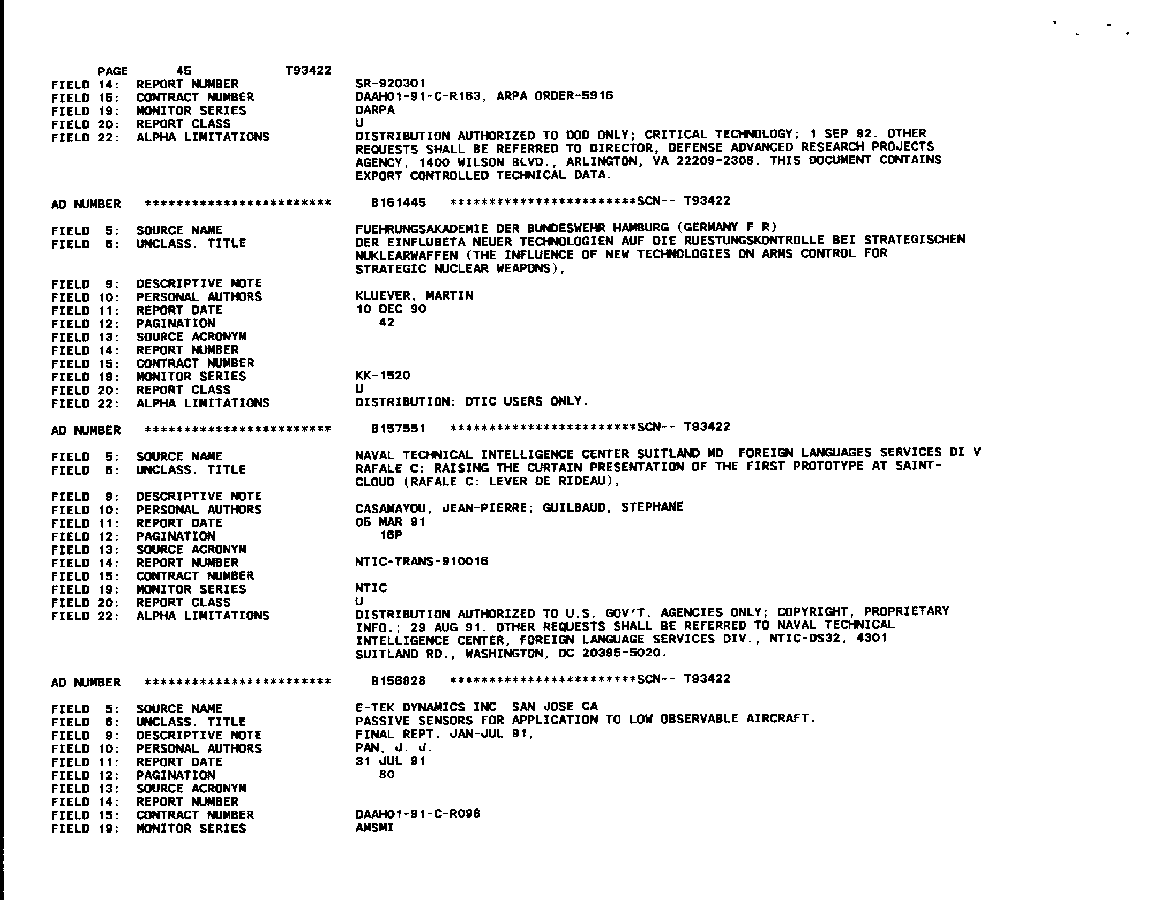 PAGE 45 T93422
FIELD 14: REPORT NUMBER SR-920301
FIELD 15: CONTRACT NUMBER DAAH01-91-C-R163, ARPA ORDER-5916
FIELD 19: MONITOR SERIES DARPA
FIELD 20: REPORT CLASS U
FIELD 22: ALPHA LIMITATIONS DISTRIBUTION AUTHORIZED TO DOD ONLY; CRITICAL TECHNOLOGY; 1 SEP 92. OTHER
REQUESTS SHALL BE REFERRED TO DIRECTOR, DEFENSE ADVANCED RESEARCH PROJECTS
AGENCY, 1400 WILSON BLVD., ARLINGTON, VA 22209-2308. THIS DOCUMENT CONTAINS
EXPORT CONTROLLED TECHNICAL DATA.
AD NUMBER ************************ B161445 ************************SCN-- T93422
FIELD 5: SOURCE NAME FUEHRUNGSAKADEMIE DER BUNDESWEHR HAMBURG (GERMANY F R)
FIELD 6: UNCLASS. TITLE DER EINFLUBETA NEUER TECHNOLOGIEN AUF DIE RUESTUNGSKONTROLLE BEI STRATEGISCHEN
NUKLEARWAFFEN (THE INFLUENCE OF NEW TECHNOLOGIES ON ARMS CONTROL FOR
STRATEGIC NUCLEAR WEAPONS),
FIELD 9: DESCRIPTIVE NOTE
FIELD 10: PERSONAL AUTHORS KLUEVER, MARTIN
FIELD 11: REPORT DATE 10 DEC 90
FIELD 12: PAGINATION 42
FIELD 13: SOURCE ACRONYM
FIELD 14: REPORT NUMBER
FIELD 15: CONTRACT NUMBER
FIELD 19: MONITOR SERIES KK-1520
FIELD 20: REPORT CLASS U
FIELD 22: ALPHA LIMITATIONS DISTRIBUTION: DTIC USERS ONLY.
AD NUMBER ************************ B157551 ************************SCN-- T93422
FIELD 5: SOURCE NAME NAVAL TECHNICAL INTELLIGENCE CENTER SUITLAND MD FOREIGN LANGUAGES SERVICES DI V
FIELD 6: UNCLASS. TITLE RAFALE C: RAISING THE CURTAIN PRESENTATION OF THE FIRST PROTOTYPE AT SAINT-
CLOUD (RAFALE C: LEVER DE RIDEAU),
FIELD 9: DESCRIPTIVE NOTE
FIELD 10: PERSONAL AUTHORS CASAMAYOU, JEAN-PIERRE; GUILBAUD, STEPHANE
FIELD 11: REPORT DATE 05 MAR 91
FIELD 12: PAGINATION 16P
FIELD 13: SOURCE ACRONYM
FIELD 14: REPORT NUMBER NTIC-TRANS-910016
FIELD 15: CONTRACT NUMBER
FIELD 19: MONITOR SERIES NTIC
FIELD 20: REPORT CLASS U
FIELD 22: ALPHA LIMITATIONS DISTRIBUTION AUTHORIZED TO U.S. GOV'T. AGENCIES ONLY; COPYRIGHT, PROPRIETARY
INFO.; 29 AUG 91. OTHER REQUESTS SHALL BE REFERRED TO NAVAL TECHNICAL
INTELLIGENCE CENTER, FOREIGN LANGUAGE SERVICES DIV., NTIC-DS32, 4301
SUITLAND RD., WASHINGTON, DC 20395-5020.
AD NUMBER ************************ B156828 ************************SCN-- T93422
FIELD 5: SOURCE NAME E-TEK DYNAMICS INC SAN JOSE CA
FIELD 6: UNCLASS. TITLE PASSIVE SENSORS FOR APPLICATION TO LOW OBSERVABLE AIRCRAFT.
FIELD 9: DESCRIPTIVE NOTE FINAL REPT. JAN-JUL 91,
FIELD 10: PERSONAL AUTHORS PAN, J. J.
FIELD 11: REPORT DATE 31 JUL 91
FIELD 12: PAGINATION 80
FIELD 13: SOURCE ACRONYM
FIELD 14: REPORT NUMBER
FIELD 15: CONTRACT NUMBER DAAH01-91-C-R096
FIELD 19: MONITOR SERIES AMSMI